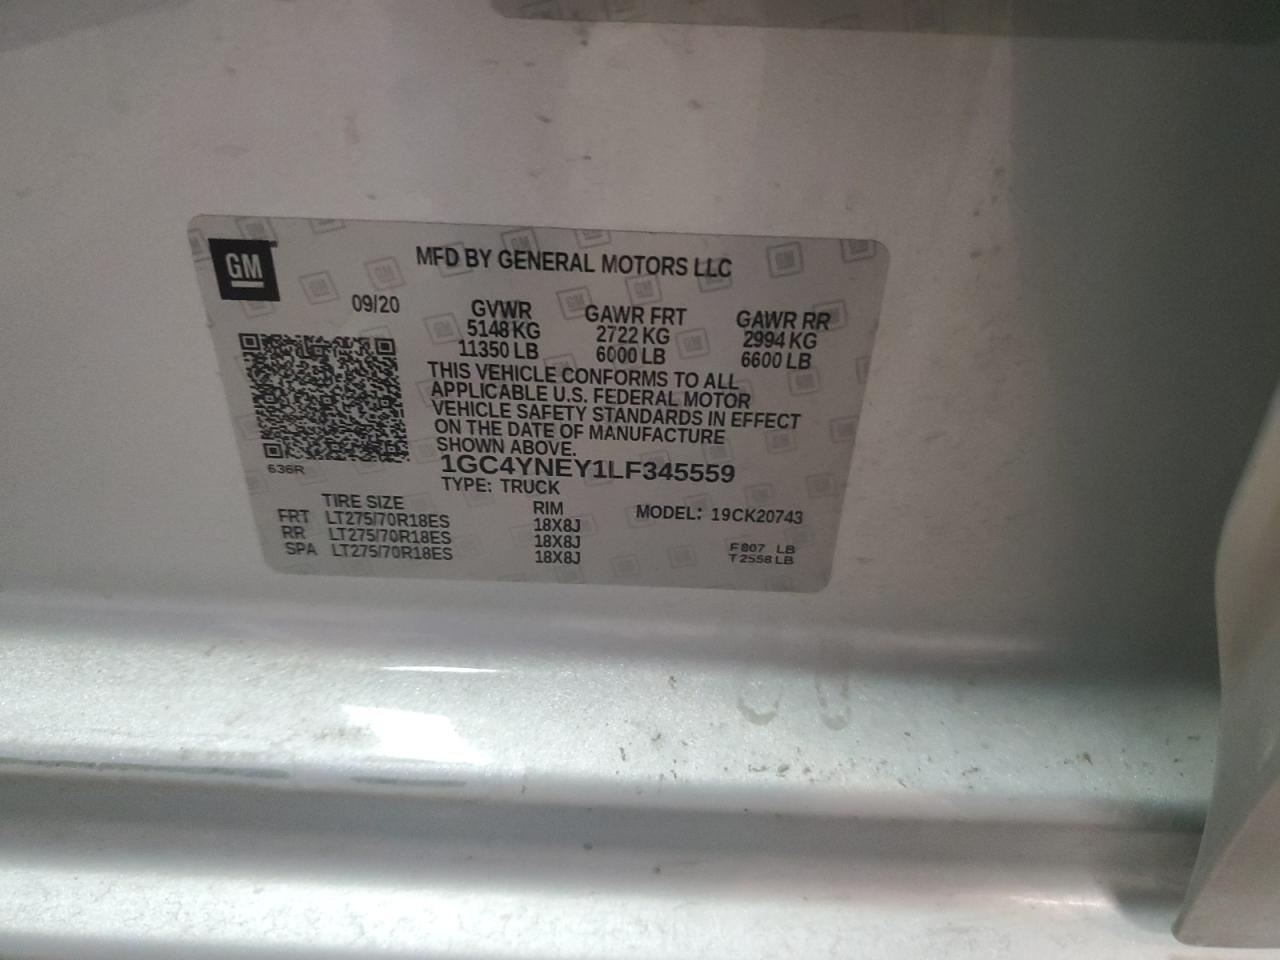 GM
MFD BY GENERAL MOTORS LLC
09/20
GVWR GAWR FRT GAWR RR
5148 KG 2722 KG 2994 KG
11350 LB 6000 LB 6600 LB
THIS VEHICLE CONFORMS TO ALL
APPLICABLE U.S. FEDERAL MOTOR
VEHICLE SAFETY STANDARDS IN EFFECT
ON THE DATE OF MANUFACTURE
SHOWN ABOVE.
636R
1GC4YNEY1LF345559
TYPE: TRUCK
TIRE SIZE RIM MODEL: 19CK20743
FRT LT275/70R18ES 18X8J
RR LT275/70R18ES 18X8J
SPA LT275/70R18ES 18X8J
F 807 LB
T 2558 LB